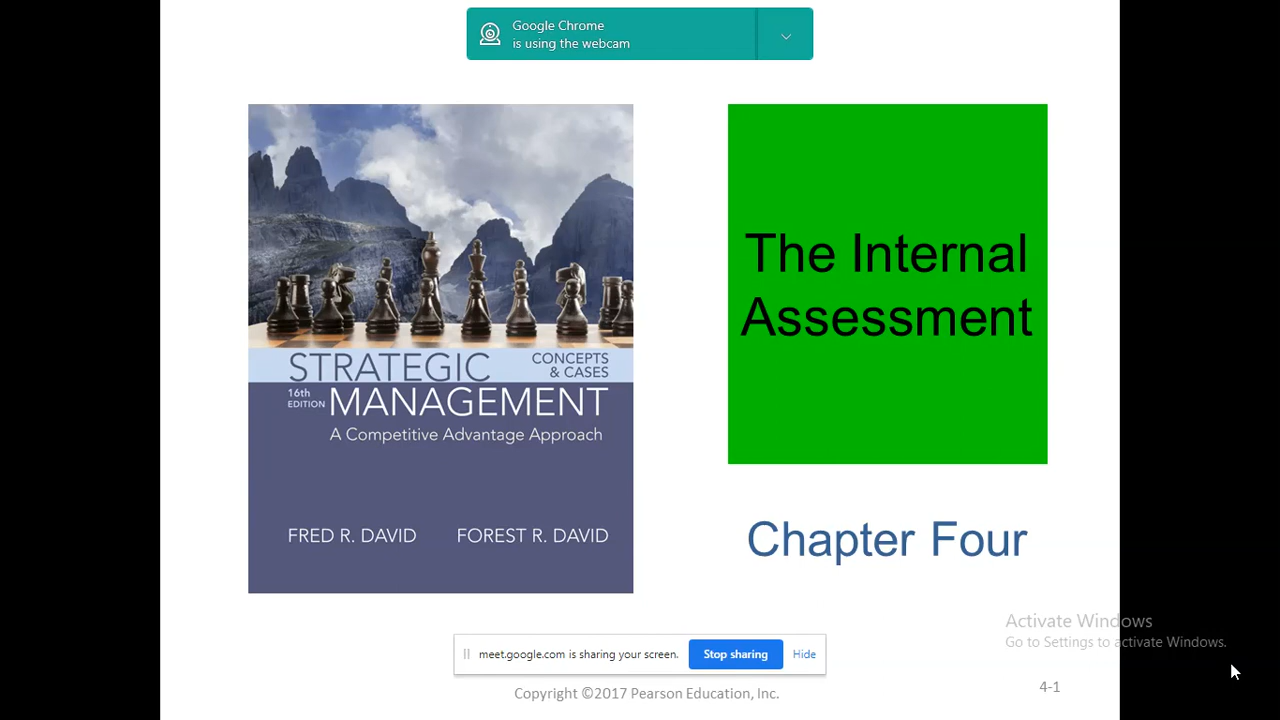 Google Chrome
is using the webcam
STRATEGIC
CONCEPTS
& CASES
16th
EDITION
MANAGEMENT
A Competitive Advantage Approach
FRED R. DAVID FOREST R. DAVID
The Internal
Assessment
Chapter Four
Activate Windows
Go to Settings to activate Windows.
meet.google.com is sharing your screen. Stop sharing Hide
Copyright ©2017 Pearson Education, Inc.
4-1